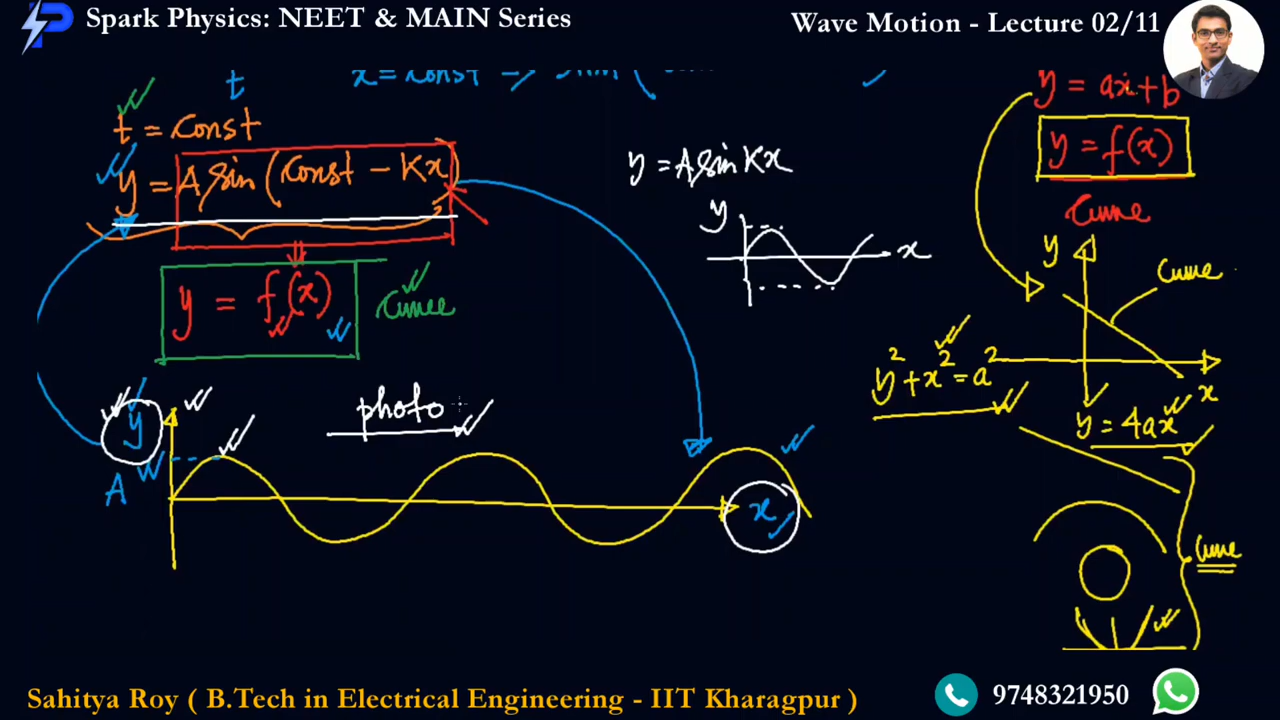 Spark Physics: NEET & MAIN Series
Wave Motion - Lecture 02/11
t
x = const
t = Const
y = A sin (Const - Kx)
y = f(x)
Curve
y
A
photo
x
y = A sin Kx
y
x
y = ax + b
y = f(x)
Curve
y
Curve
x
y² + x² = a²
y = 4ax
Curve
Sahitya Roy ( B.Tech in Electrical Engineering - IIT Kharagpur )
9748321950